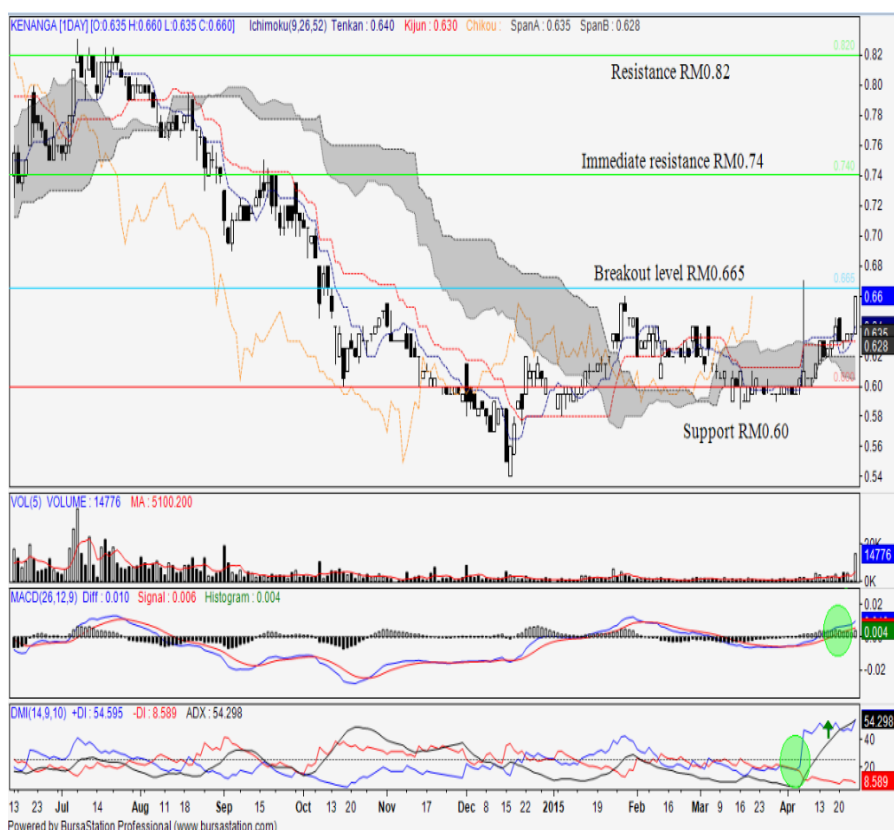 KENANGA [1DAY] [O:0.635 H:0.660 L:0.635 C:0.660] Ichimoku(9,26,52) Tenkan : 0.640 Kijun : 0.630 Chikou : SpanA : 0.635 SpanB : 0.628
0.820
0.82
Resistance RM0.82
0.80
0.78
0.76
Immediate resistance RM0.74
0.740
0.74
0.72
0.70
0.68
Breakout level RM0.665
0.666
0.66
0.635
0.628
0.62
0.60
Support RM0.60
0.58
0.56
0.54
VOL(5) VOLUME : 14776 MA : 5100.200
20K
14776
0K
MACD(26,12,9) Diff : 0.010 Signal : 0.006 Histogram : 0.004
0.02
0.004
-0.02
DMI(14,9,10) +DI : 54.595 -DI : 8.589 ADX : 54.298
54.298
40
20
8.589
13 23 Jul 14 Aug 11 18 Sep 15 Oct 13 20 Nov 17 Dec 8 15 22 2015 19 Feb 16 Mar 9 16 23 Apr 13 20
Powered by BursaStation Professional (www.bursastation.com)